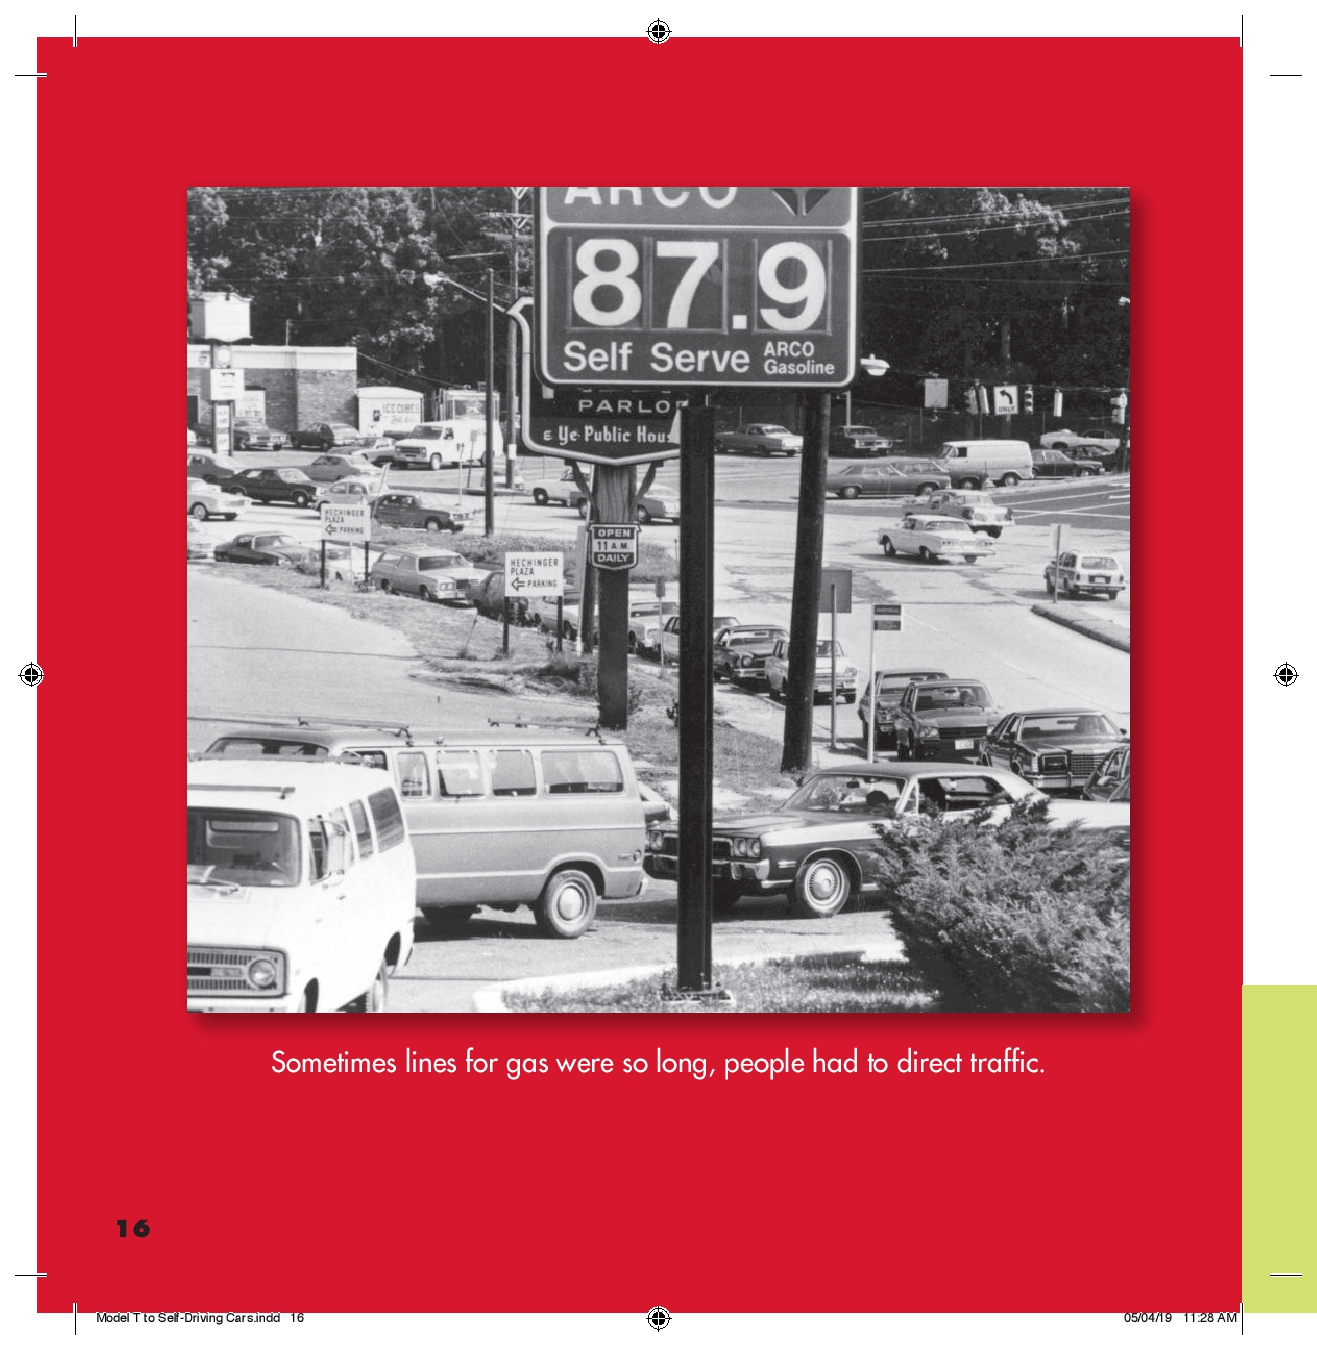 ARCO
87.9
Self Serve
ARCO
Gasoline
PARLOR
Ye Public Hous
ICE CUBES
ONLY
HECHINGER
PLAZA
PARKING
OPEN
11 A.M.
DAILY
HECHINGER
PLAZA
PARKING
Sometimes lines for gas were so long, people had to direct traffic.
16
Model T to Self-Driving Cars.indd 16
05/04/19 11:28 AM